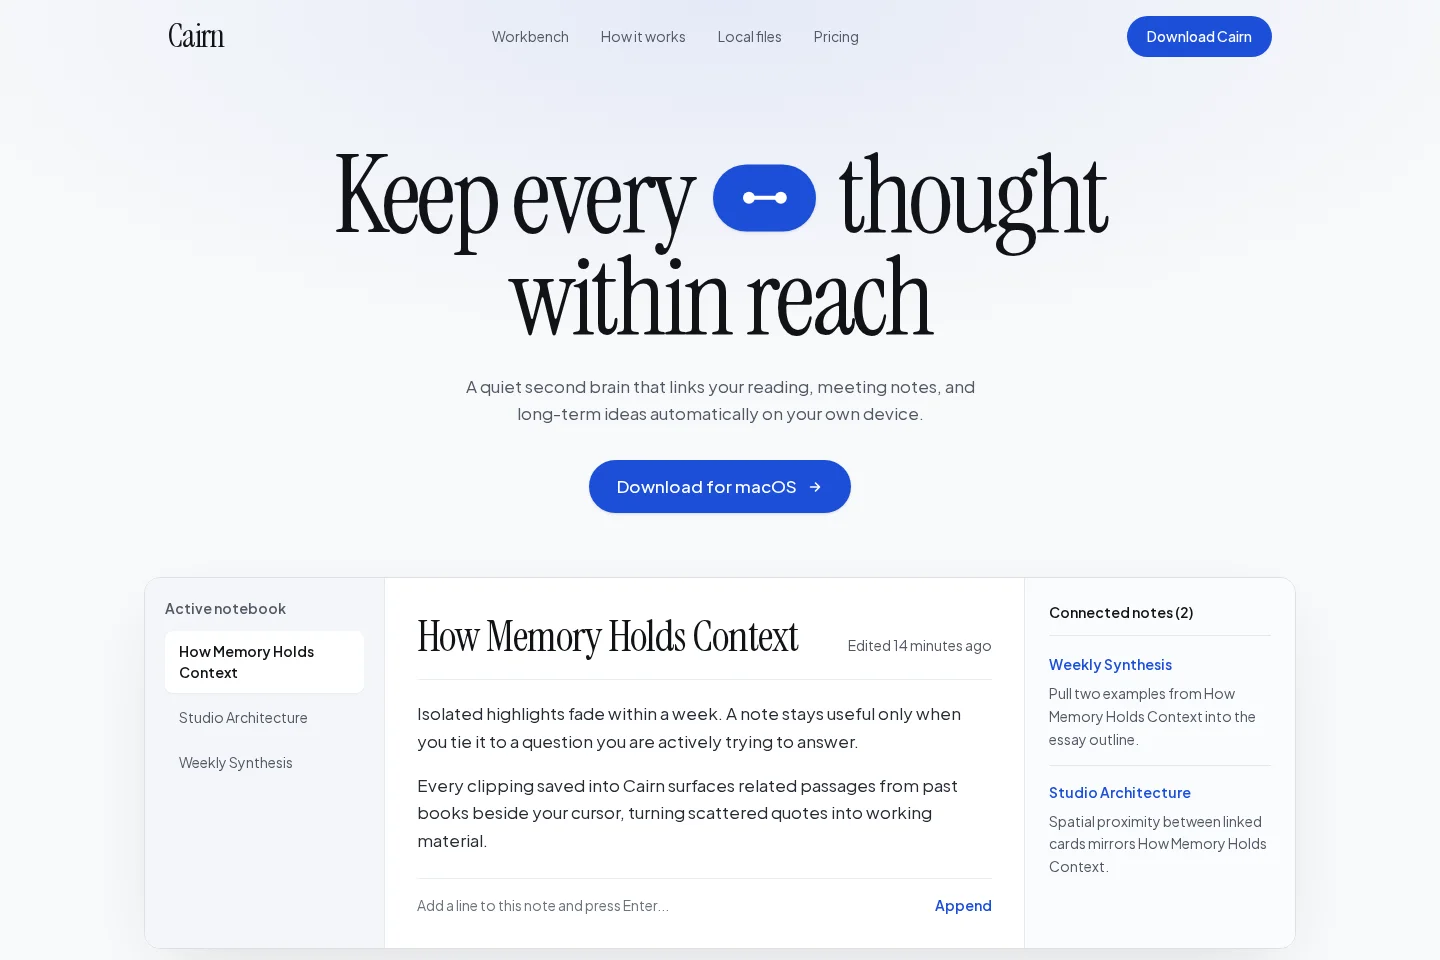 Cairn
Workbench
How it works
Local files
Pricing
Download Cairn
Keep every thought
within reach
A quiet second brain that links your reading, meeting notes, and
long-term ideas automatically on your own device.
Download for macOS →
Active notebook
How Memory Holds
Context
Studio Architecture
Weekly Synthesis
How Memory Holds Context
Edited 14 minutes ago
Isolated highlights fade within a week. A note stays useful only when
you tie it to a question you are actively trying to answer.
Every clipping saved into Cairn surfaces related passages from past
books beside your cursor, turning scattered quotes into working
material.
Add a line to this note and press Enter...
Append
Connected notes (2)
Weekly Synthesis
Pull two examples from How
Memory Holds Context into the
essay outline.
Studio Architecture
Spatial proximity between linked
cards mirrors How Memory Holds
Context.